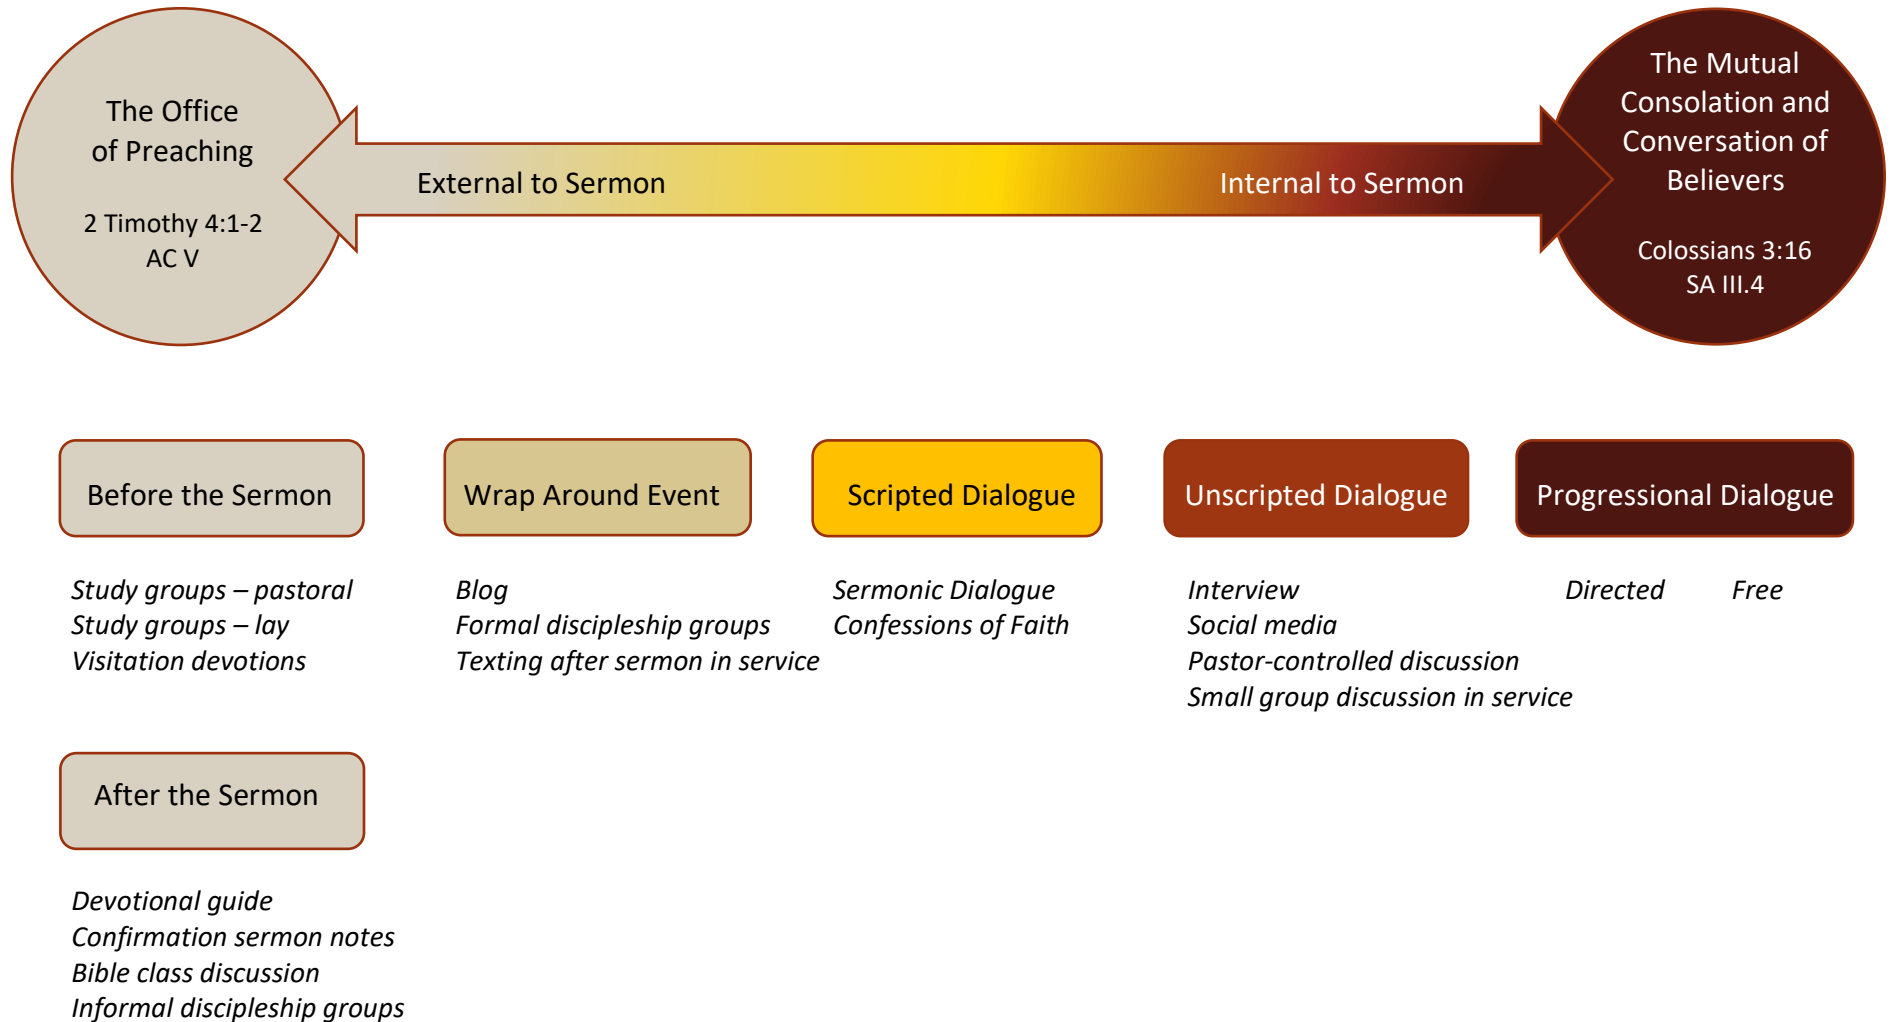 The Office
of Preaching
2 Timothy 4:1-2
AC V
External to Sermon
Internal to Sermon
The Mutual
Consolation and
Conversation of
Believers
Colossians 3:16
SA III.4
Before the Sermon
Study groups – pastoral
Study groups – lay
Visitation devotions
Wrap Around Event
Blog
Formal discipleship groups
Texting after sermon in service
Scripted Dialogue
Sermonic Dialogue
Confessions of Faith
Unscripted Dialogue
Interview
Social media
Pastor-controlled discussion
Small group discussion in service
Progressional Dialogue
Directed Free
After the Sermon
Devotional guide
Confirmation sermon notes
Bible class discussion
Informal discipleship groups